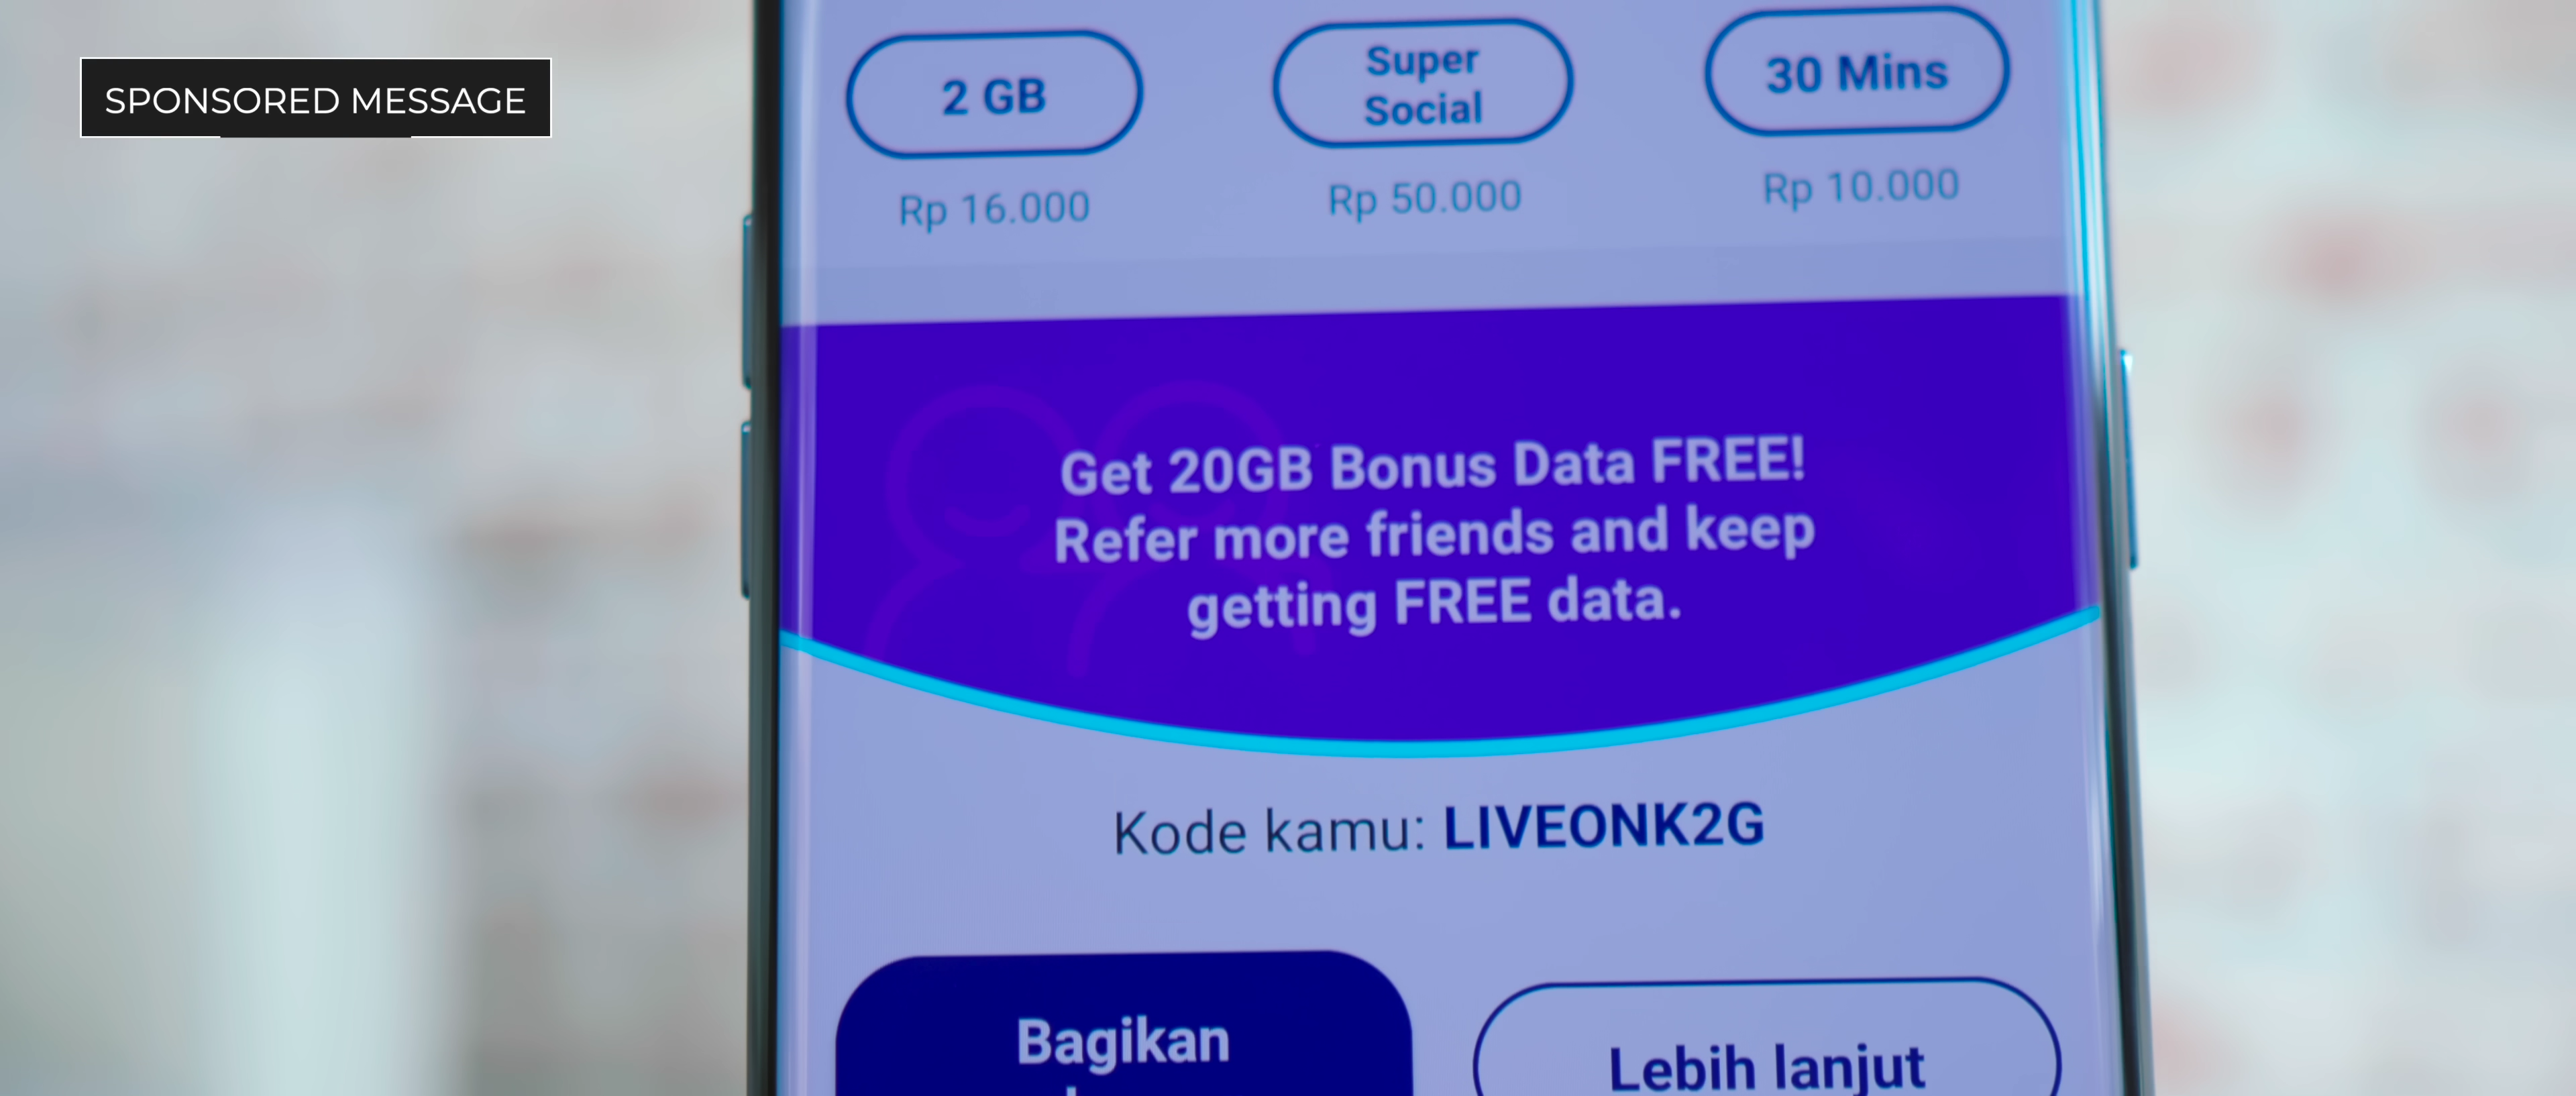 SPONSORED MESSAGE
2 GB
Super
Social
30 Mins
Rp 16.000
Rp 50.000
Rp 10.000
Get 20GB Bonus Data FREE!
Refer more friends and keep
getting FREE data.
Kode kamu: LIVEONK2G
Bagikan
Lebih lanjut